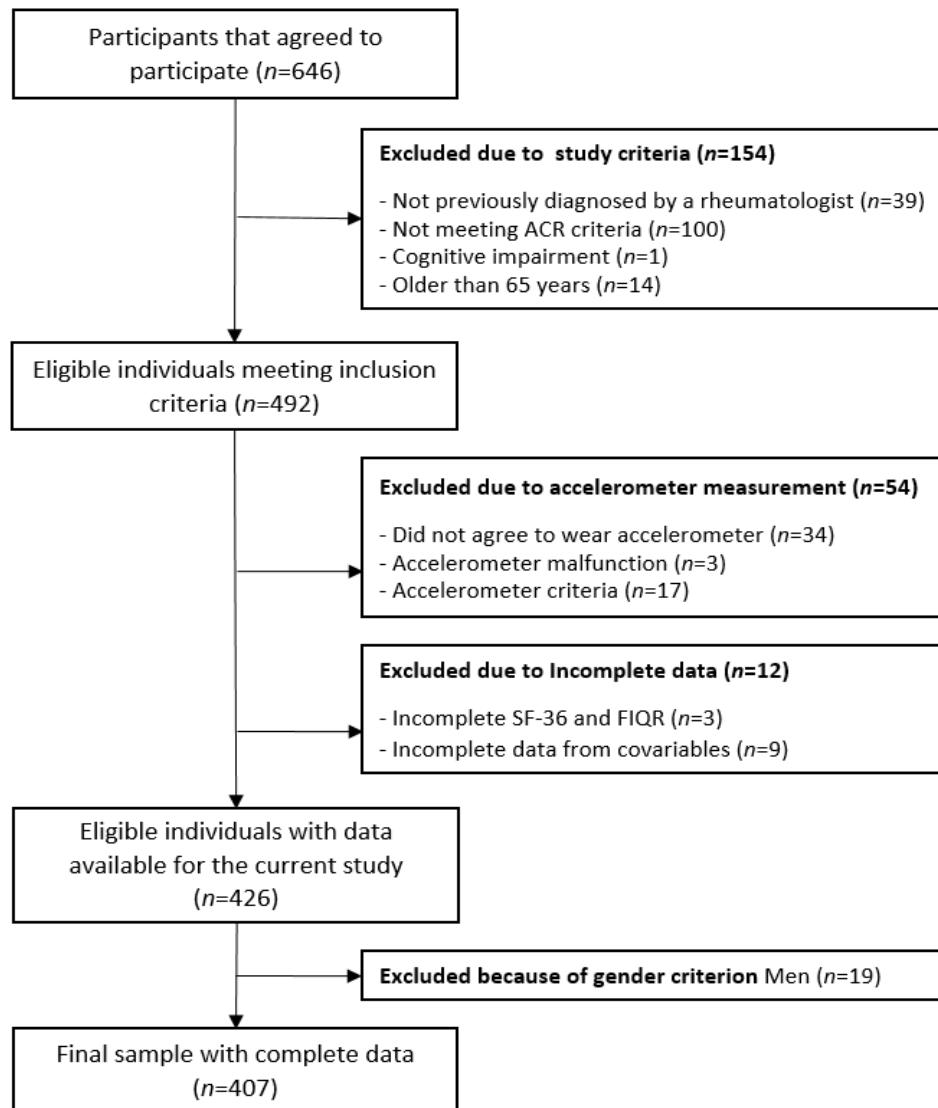 Participants that agreed to
participate (n=646)
Excluded due to  study criteria (n=154)
- Not previously diagnosed by a rheumatologist (n=39)
- Not meeting ACR criteria (n=100)
- Cognitive impairment (n=1)
- Older than 65 years (n=14)
Eligible individuals meeting inclusion
criteria (n=492)
Excluded due to accelerometer measurement (n=54)
- Did not agree to wear accelerometer (n=34)
- Accelerometer malfunction (n=3)
- Accelerometer criteria (n=17)
Excluded due to Incomplete data (n=12)
- Incomplete SF-36 and FIQR (n=3)
- Incomplete data from covariables (n=9)
Eligible individuals with data
available for the current study
(n=426)
Excluded because of gender criterion Men (n=19)
Final sample with complete data
(n=407)